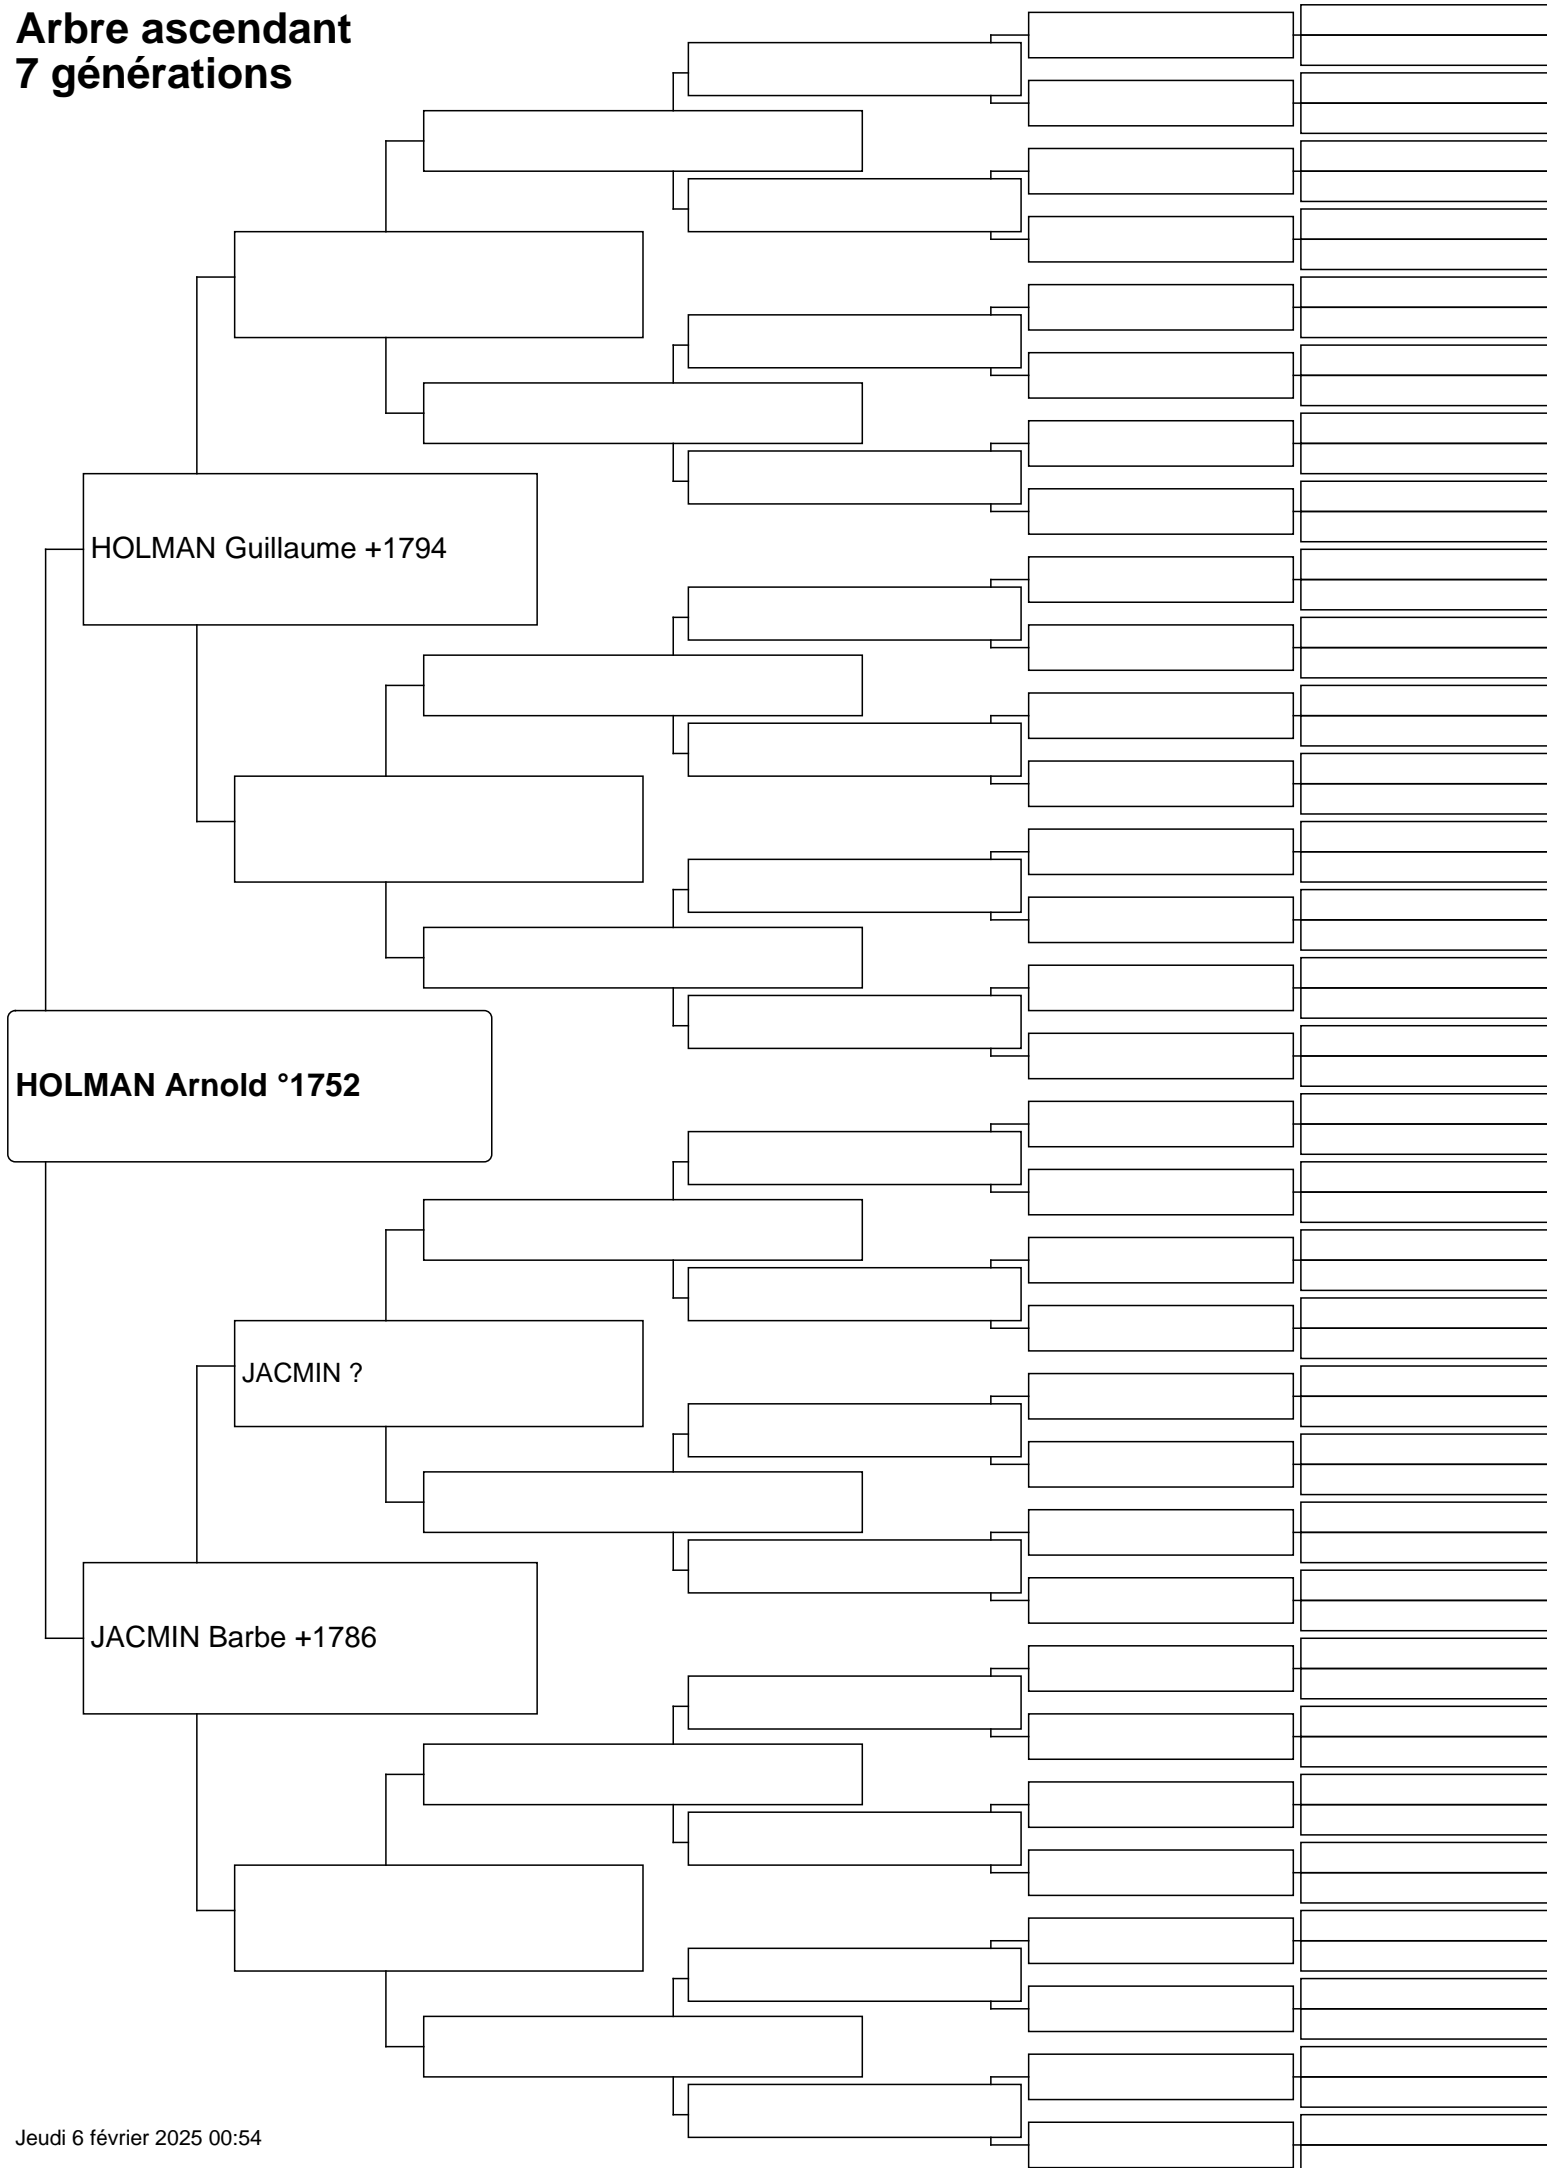 Arbre ascendant
7 générations
HOLMAN Guillaume +1794
HOLMAN Arnold °1752
JACMIN ?
JACMIN Barbe +1786
Jeudi 6 février 2025 00:54